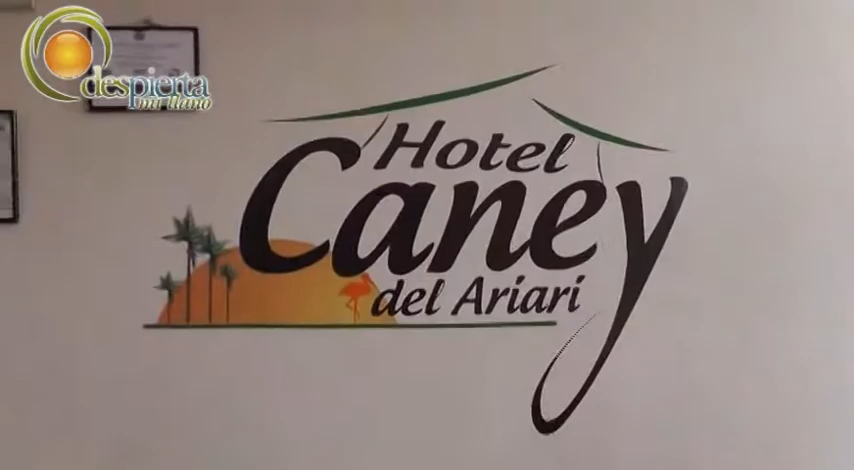 despierta
mi llano
Hotel
Caney
del Ariari